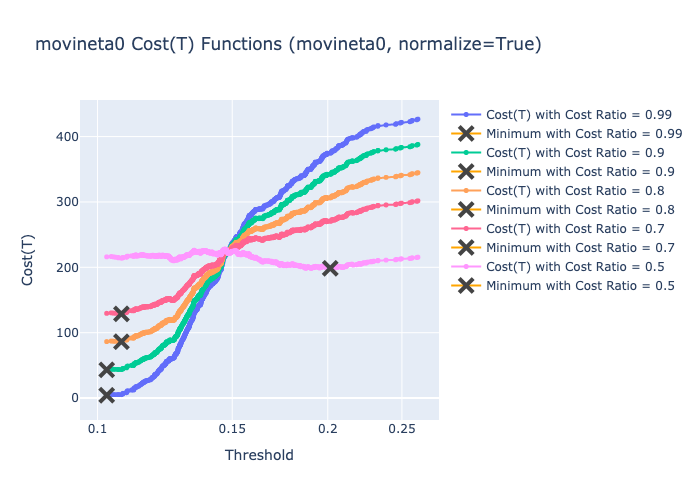 movineta0 Cost(T) Functions (movineta0, normalize=True)
Cost(T) with Cost Ratio = 0.99
Minimum with Cost Ratio = 0.99
Cost(T) with Cost Ratio = 0.9
Minimum with Cost Ratio = 0.9
Cost(T) with Cost Ratio = 0.8
Minimum with Cost Ratio = 0.8
Cost(T) with Cost Ratio = 0.7
Minimum with Cost Ratio = 0.7
Cost(T) with Cost Ratio = 0.5
Minimum with Cost Ratio = 0.5
Cost(T)
400
300
200
100
0
0.1 0.15 0.2 0.25
Threshold